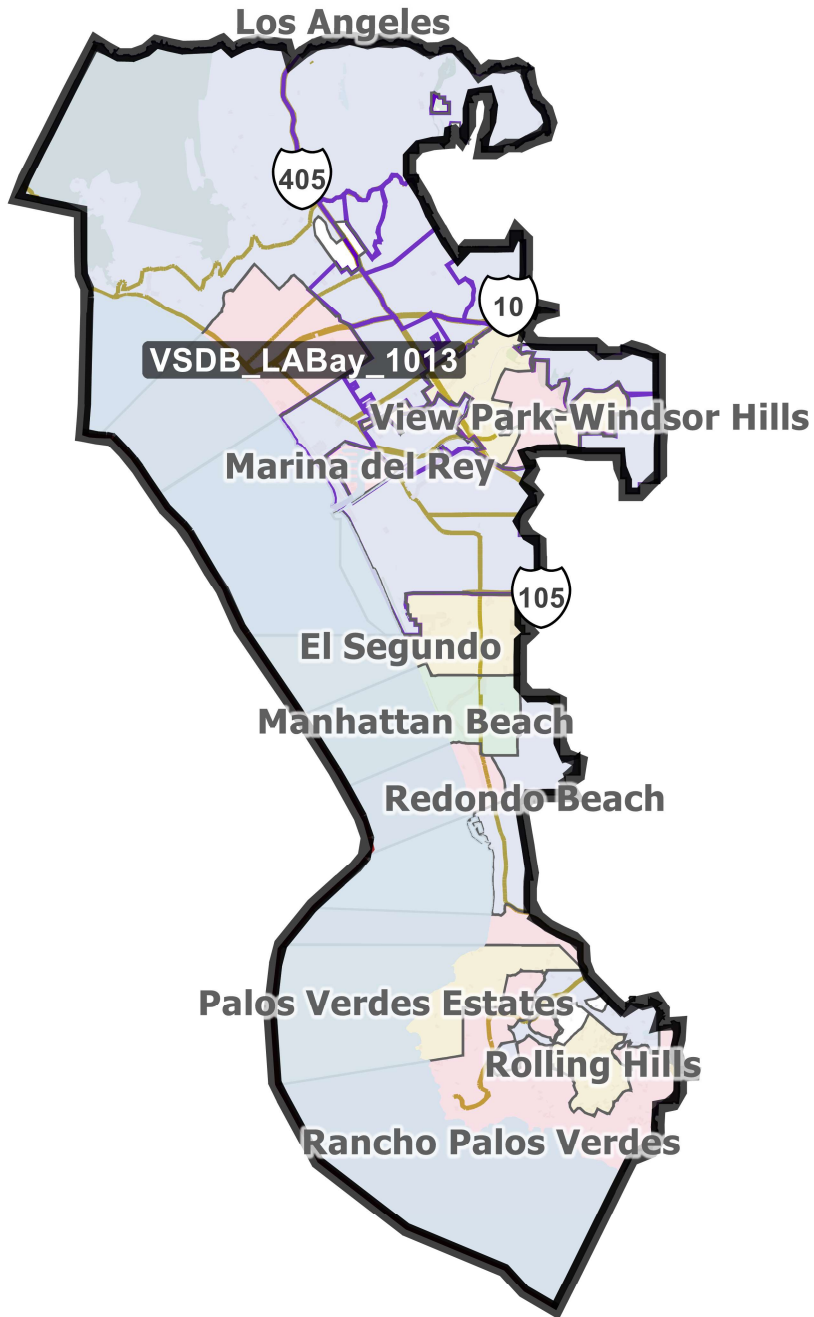 Los Angeles
405
10
VSDB_LABay_1013
View Park-Windsor Hills
Marina del Rey
105
El Segundo
Manhattan Beach
Redondo Beach
Palos Verdes Estates
Rolling Hills
Rancho Palos Verdes